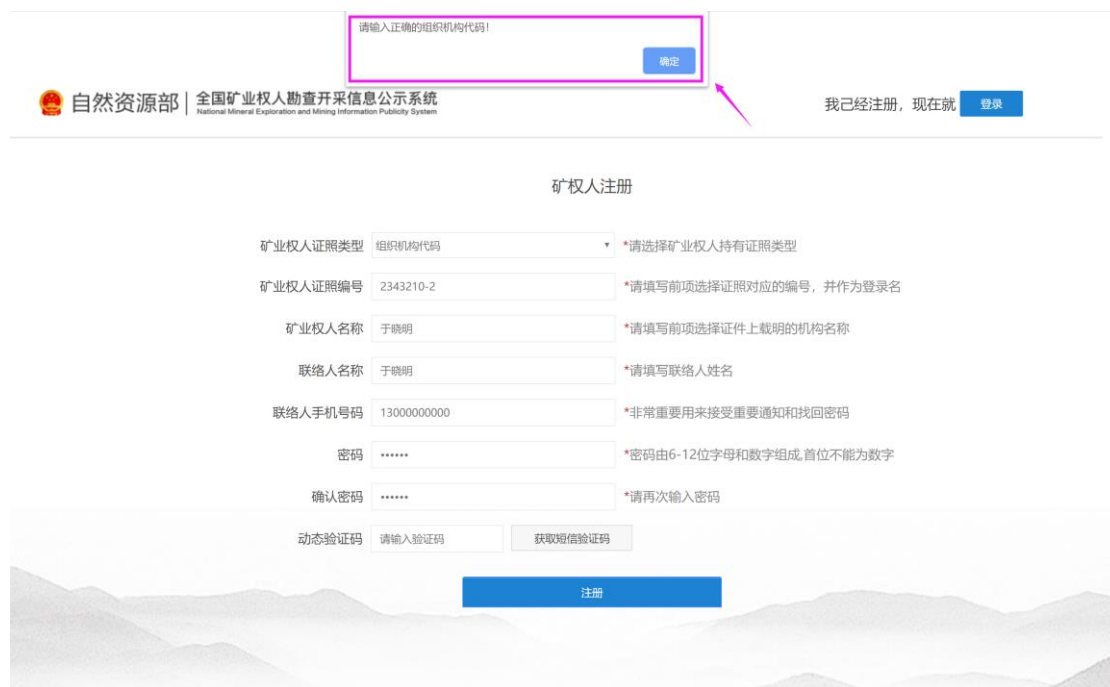 请输入正确的组织机构代码!
确定
自然资源部 全国矿业权人勘查开采信息公示系统
National Mineral Exploration and Mining Information Publicity System
我己经注册，现在就 登录
矿权人注册
矿业权人证照类型 组织机构代码 *请选择矿业权人持有证照类型
矿业权人证照编号 2343210-2 *请填写前项选择证照对应的编号，并作为登录名
矿业权人名称 于晓明 *请填写前项选择证件上载明的机构名称
联络人名称 于晓明 *请填写联络人姓名
联络人手机号码 13000000000 *非常重要用来接受重要通知和找回密码
密码 •••••• *密码由6-12位字母和数字组成,首位不能为数字
确认密码 •••••• *请再次输入密码
动态验证码 请输入验证码 获取短信验证码
注册